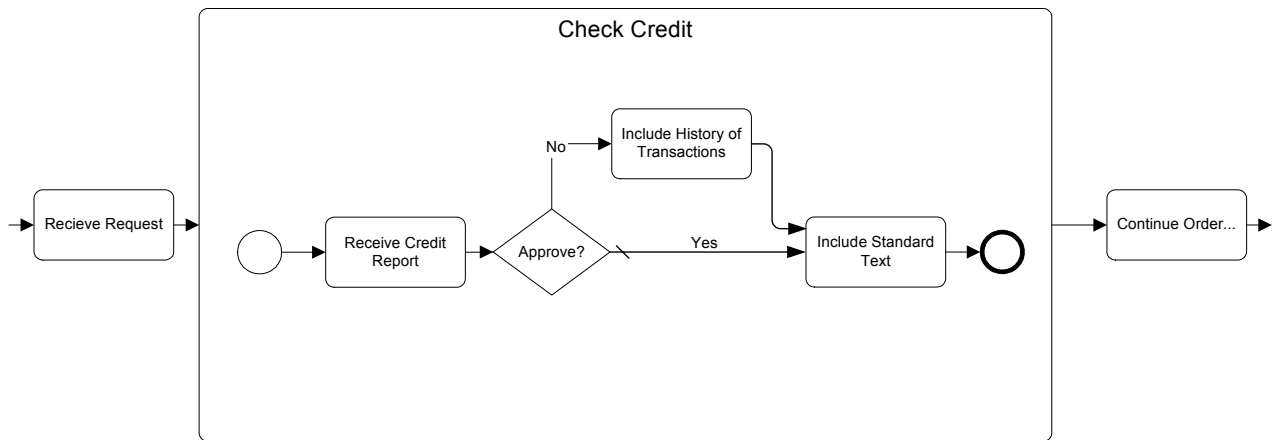 Check Credit
Recieve Request
Receive Credit
Report
Approve?
No
Include History of
Transactions
Yes
Include Standard
Text
Continue Order...